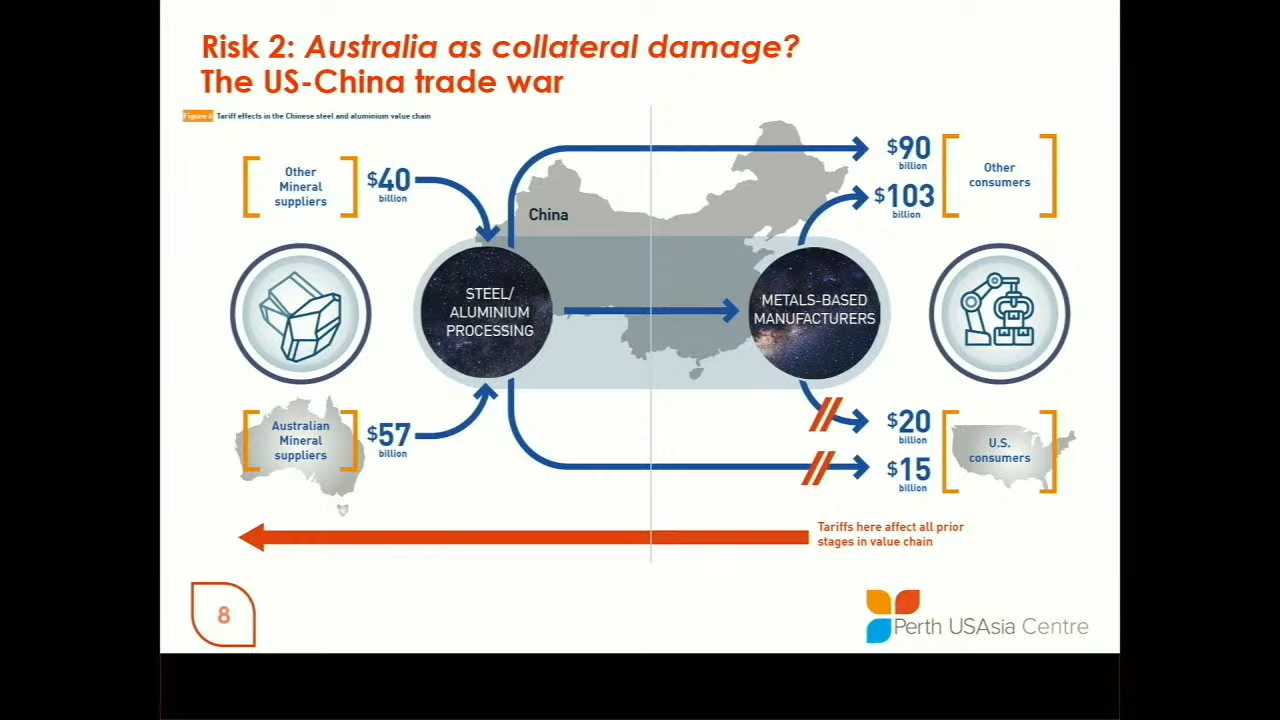 Risk 2: Australia as collateral damage?
The US-China trade war
Figure 6 Tariff effects in the Chinese steel and aluminium value chain
Other
Mineral
suppliers
$40
billion
China
$90
billion
$103
billion
Other
consumers
STEEL/
ALUMINIUM
PROCESSING
METALS-BASED
MANUFACTURERS
Australian
Mineral
suppliers
$57
billion
$20
billion
$15
billion
U.S.
consumers
Tariffs here affect all prior
stages in value chain
8
Perth USAsia Centre